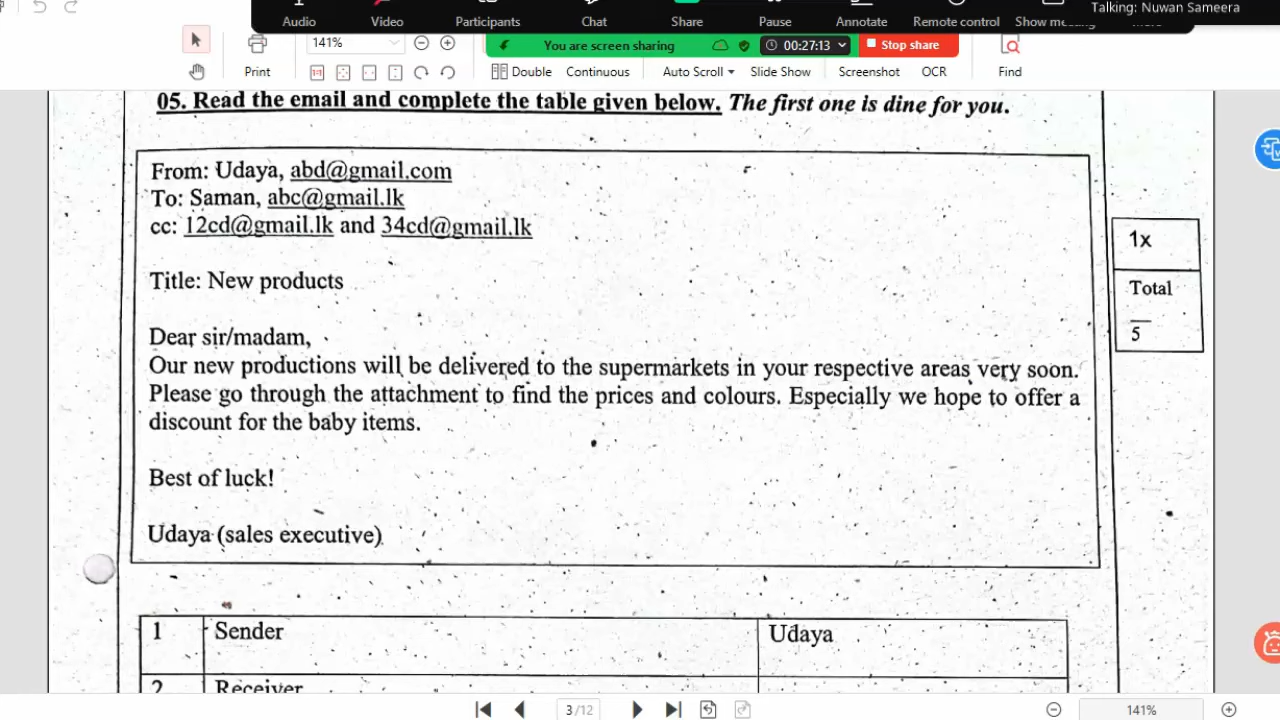 Talking: Nuwan Sameera
Audio Video Participants Chat Share Pause Annotate Remote control Show
141%
You are screen sharing 00:27:13 Stop share
Print Double Continuous Auto Scroll Slide Show Screenshot OCR Find
05. Read the email and complete the table given below. The first one is dine for you.
From: Udaya, abd@gmail.com
To: Saman, abc@gmail.lk
cc: 12cd@gmail.lk and 34cd@gmail.lk
1x
Title: New products
Total
5
Dear sir/madam,
Our new productions will be delivered to the supermarkets in your respective areas very soon.
Please go through the attachment to find the prices and colours. Especially we hope to offer a
discount for the baby items.
Best of luck!
Udaya (sales executive)
1 Sender Udaya
2 Receiver
3/12 141%